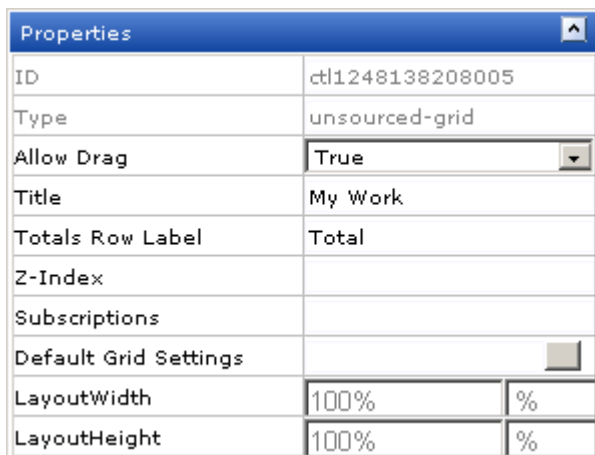 Properties
ID ctl1248138208005
Type unsourced-grid
Allow Drag True
Title My Work
Totals Row Label Total
Z-Index
Subscriptions
Default Grid Settings
LayoutWidth 100% %
LayoutHeight 100% %